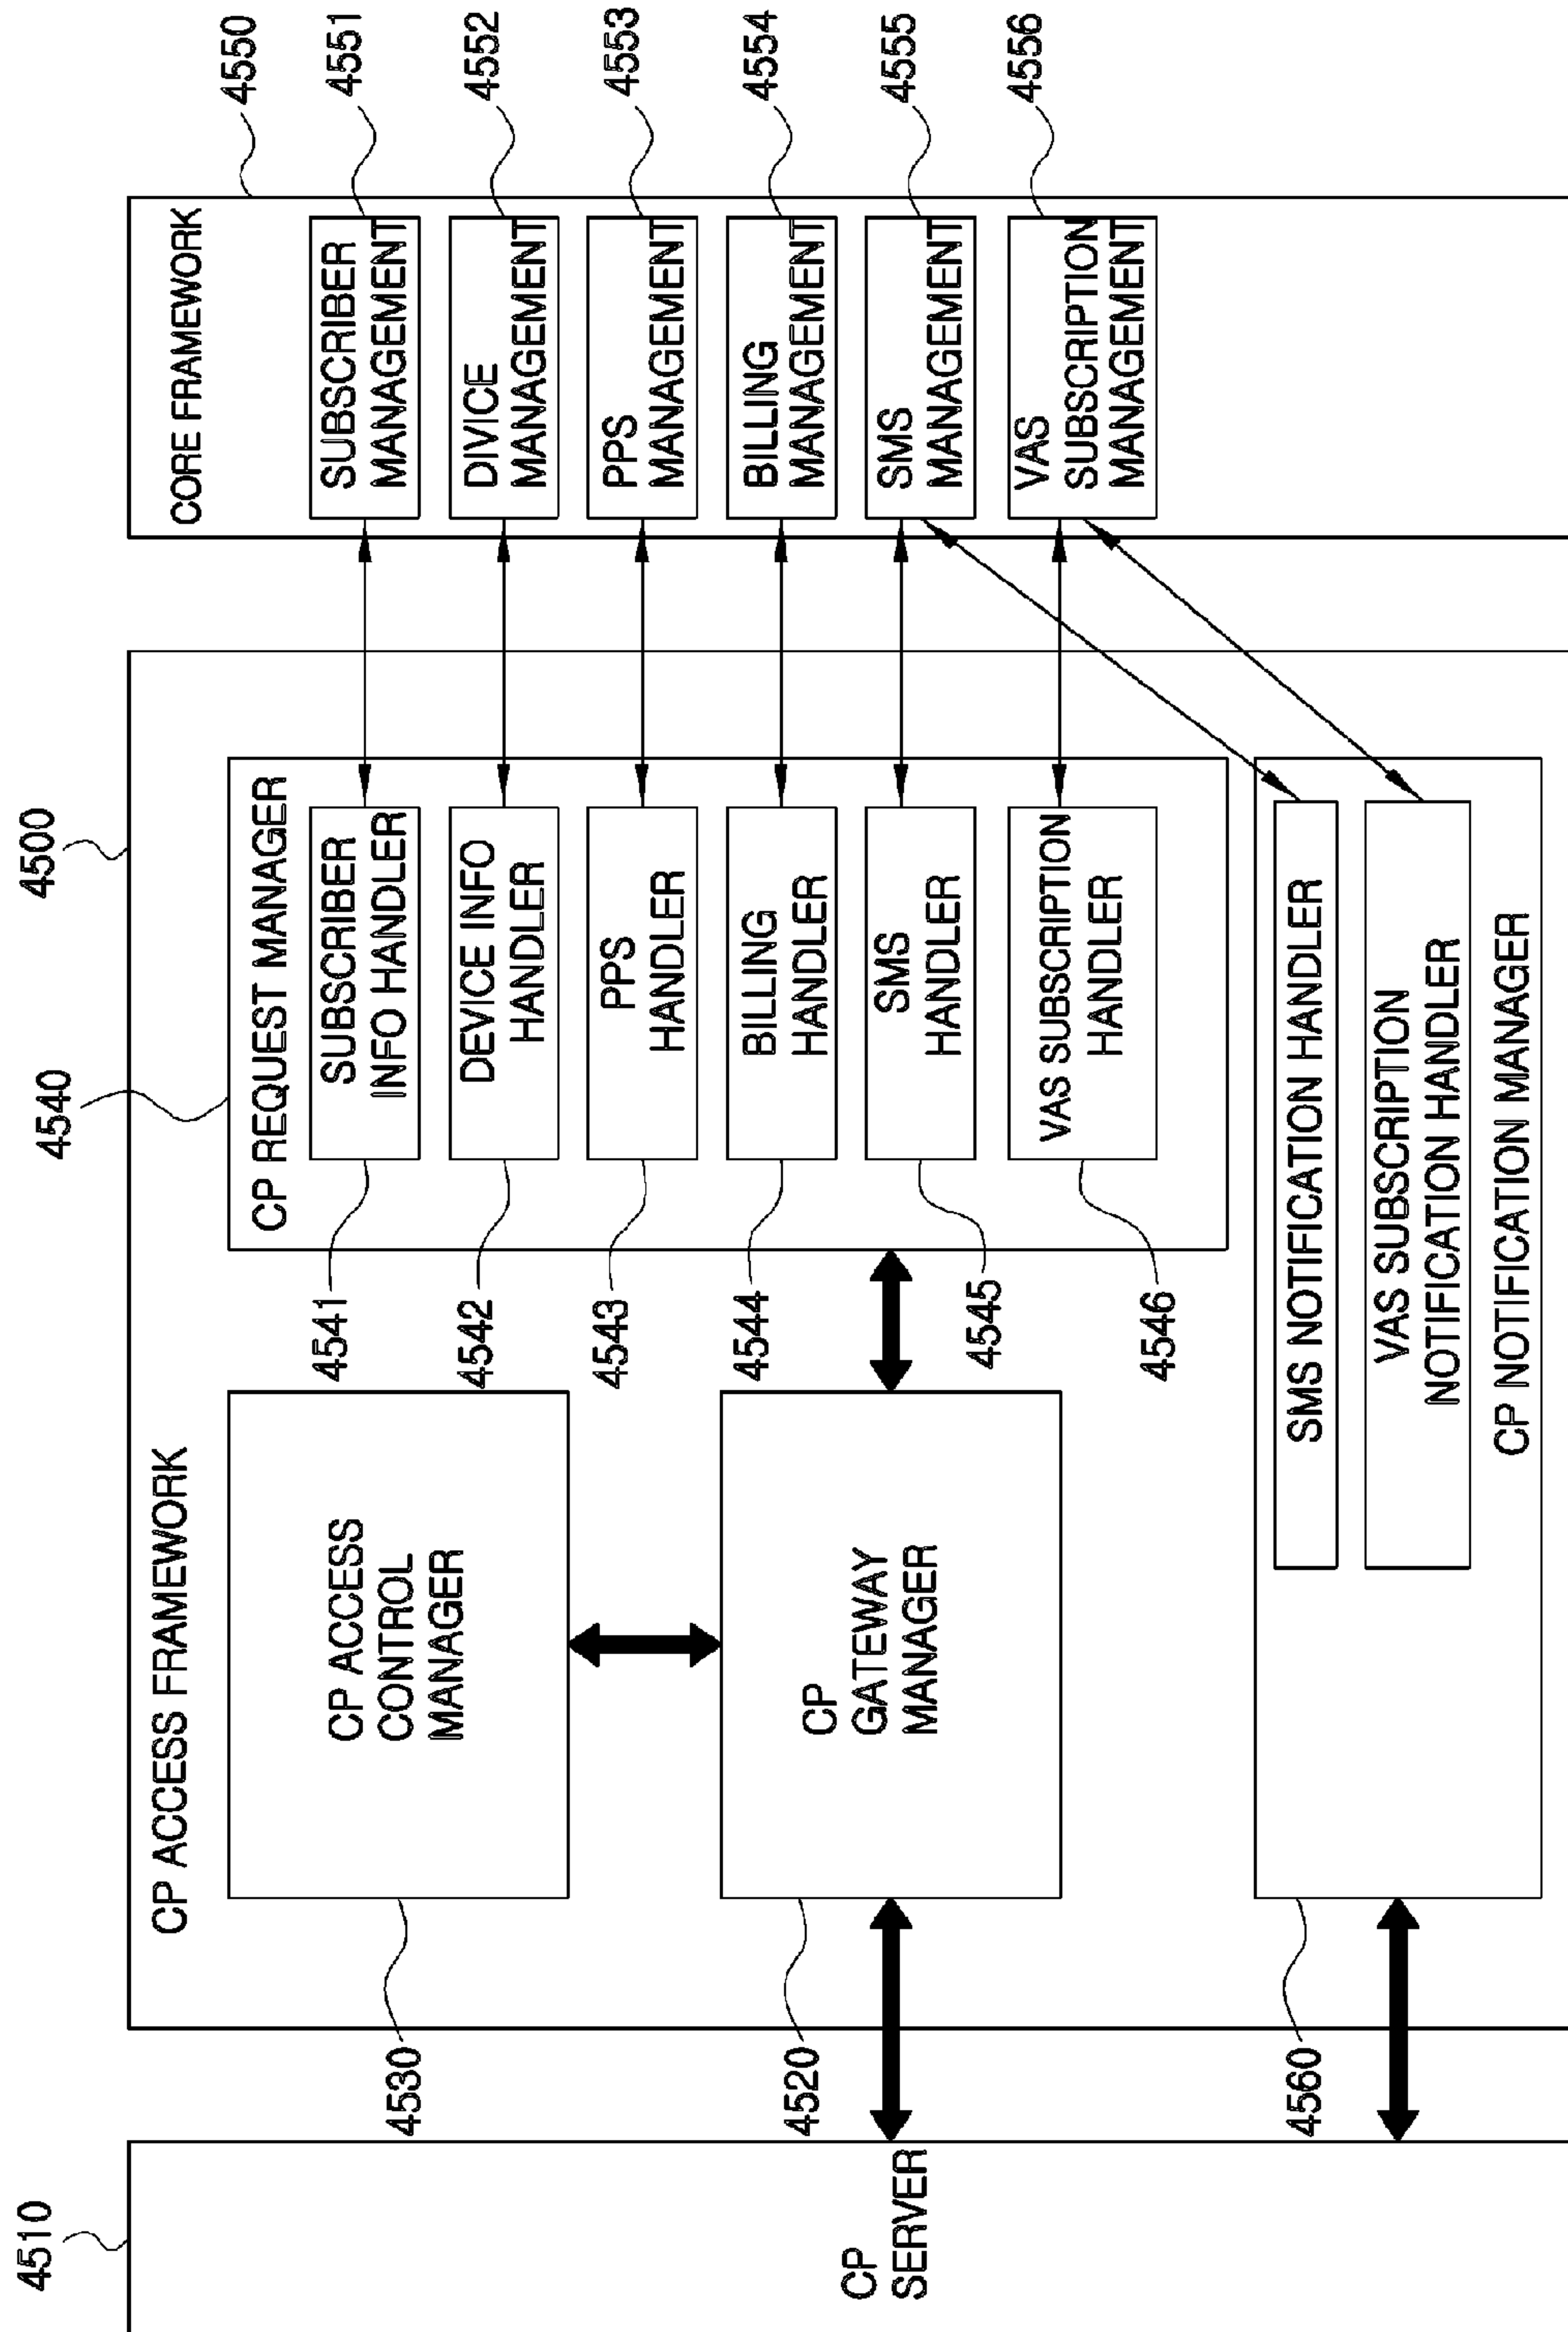 4510
CP
SERVER
4500
CP ACCESS FRAMEWORK
4530
CP ACCESS
CONTROL
MANAGER
4520
CP
GATEWAY
MANAGER
4540
CP REQUEST MANAGER
4541
SUBSCRIBER
INFO HANDLER
4542
DEVICE INFO
HANDLER
4543
PPS
HANDLER
4544
BILLING
HANDLER
4545
SMS
HANDLER
4546
VAS SUBSCRIPTION
HANDLER
4560
SMS NOTIFICATION HANDLER
VAS SUBSCRIPTION
NOTIFICATION HANDLER
CP NOTIFICATION MANAGER
4550
CORE FRAMEWORK
SUBSCRIBER
MANAGEMENT
4551
DIVICE
MANAGEMENT
4552
PPS
MANAGEMENT
4553
BILLING
MANAGEMENT
4554
SMS
MANAGEMENT
4555
VAS
SUBSCRIPTION
MANAGEMENT
4556